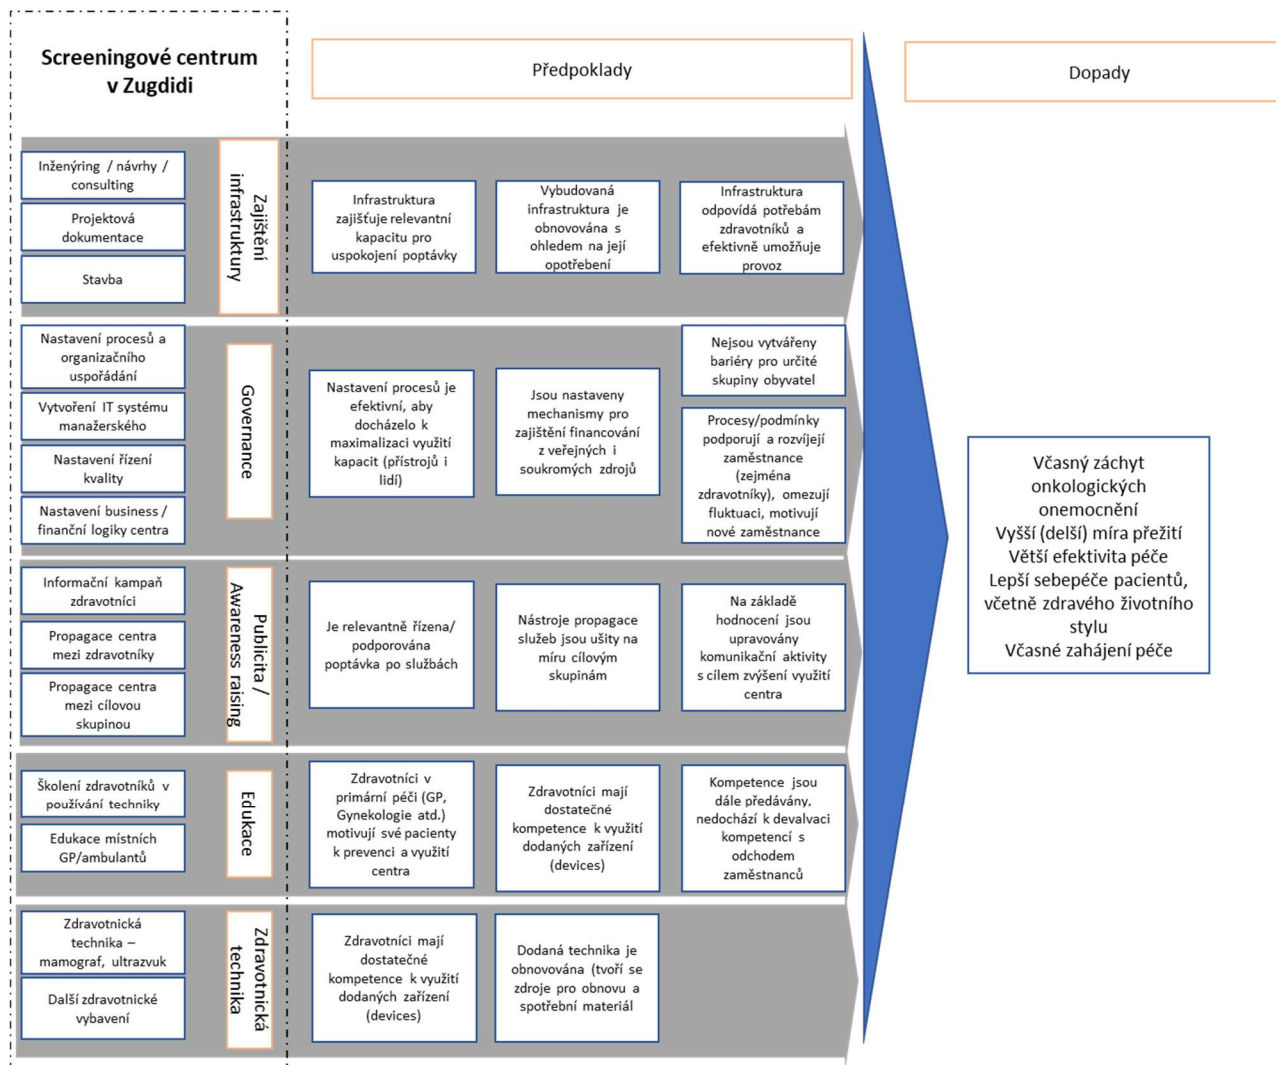 Screeningové centrum
v Zugdidi
Předpoklady
Dopady
Inženýring / návrhy /
consulting
Projektová
dokumentace
Stavba
Zajištění
infrastruktury
Infrastruktura
zajišťuje relevantní
kapacitu pro
uspokojení poptávky
Vybudovaná
infrastruktura je
obnovována s
ohledem na její
opotřebení
Infrastruktura
odpovídá potřebám
zdravotníků a
efektivně umožňuje
provoz
Nastavení procesů a
organizačního
uspořádání
Vytvoření IT systému
manažerského
Nastavení řízení
kvality
Nastavení business /
finanční logiky centra
Governance
Nastavení procesů je
efektivní, aby
docházelo k
maximalizaci využití
kapacit (přístrojů i
lidí)
Jsou nastaveny
mechanismy pro
zajištění financování
z veřejných i
soukromých zdrojů
Nejsou vytvářeny
bariéry pro určité
skupiny obyvatel
Procesy/podmínky
podporují a rozvíjejí
zaměstnance
(zejména
zdravotníky), omezují
fluktuaci, motivují
nové zaměstnance
Informační kampaň
zdravotníci
Propagace centra
mezi zdravotníky
Propagace centra
mezi cílovou
skupinou
Publicita /
Awareness raising
Je relevantně řízena/
podporována
poptávka po službách
Nástroje propagace
služeb jsou ušity na
míru cílovým
skupinám
Na základě
hodnocení jsou
upravovány
komunikační aktivity
s cílem zvýšení využití
centra
Školení zdravotníků v
používání techniky
Edukace místních
GP/ambulantů
Edukace
Zdravotníci v
primární péči (GP,
Gynekologie atd.)
motivují své pacienty
k prevenci a využití
centra
Zdravotníci mají
dostatečné
kompetence k využití
dodaných zařízení
(devices)
Kompetence jsou
dále předávány,
nedochází k devalvaci
kompetencí s
odchodem
zaměstnanců
Zdravotnická
technika –
mamograf, ultrazvuk
Další zdravotnické
vybavení
Zdravotnická
technika
Zdravotníci mají
dostatečné
kompetence k využití
dodaných zařízení
(devices)
Dodaná technika je
obnovována (tvoří se
zdroje pro obnovu a
spotřební materiál
Včasný záchyt
onkologických
onemocnění
Vyšší (delší) míra přežití
Větší efektivita péče
Lepší sebepéče pacientů,
včetně zdravého životního
stylu
Včasné zahájení péče